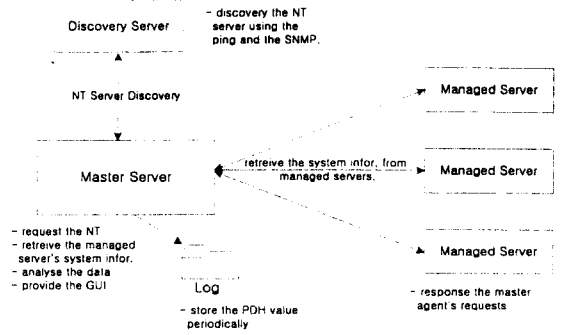 Discovery Server
- discovery the NT
server using the
ping and the SNMP.
NT Server Discovery
Managed Server
Master Server
retreive the system infor. from
managed servers.
Managed Server
- request the NT
- retreive the managed
server's system infor.
- analyse the data
- provide the GUI
Log
- store the PDH value
periodically
Managed Server
- response the master
agent's requests